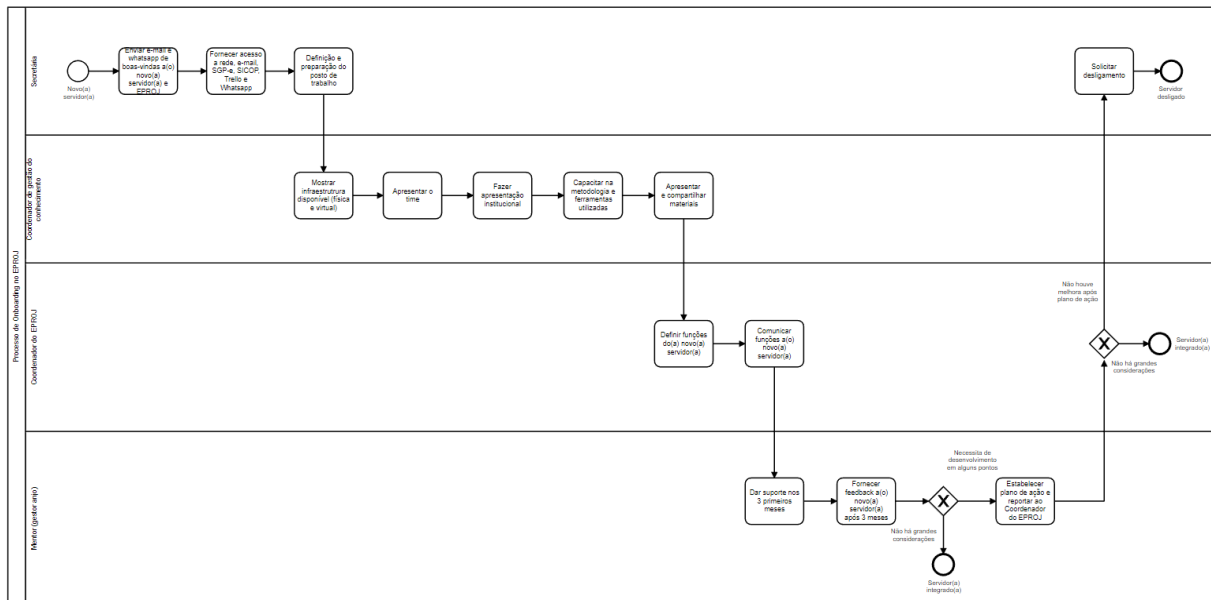 Processo de Onboarding no EPROJ
Secretária
Novo(a)
servidor(a)
Enviar e-mail e
whatsapp de
boas-vindas a(o)
novo(a)
servidor(a) e
EPROJ
Fornecer acesso
a rede, e-mail,
SGP-e, SICOP,
Trello e
Whatsapp
Definição e
preparação do
posto de
trabalho
Solicitar
desligamento
Servidor
desligado
Coordenador de gestão do
conhecimento
Mostrar
infraestrutrura
disponível (física
e virtual)
Apresentar o
time
Fazer
apresentação
institucional
Capacitar na
metodologia e
ferramentas
utilizadas
Apresentar
e compartilhar
materiais
Coordenador do EPROJ
Definir funções
do(a) novo(a)
servidor(a)
Comunicar
funções a(o)
novo(a)
servidor(a)
Não houve
melhora após
plano de ação
Servidor(a)
integrado(a)
Não há grandes
considerações
Mentor (gestor anjo)
Dar suporte nos
3 primeiros
meses
Fornecer
feedback a(o)
novo(a)
servidor(a)
após 3 meses
Necessita de
desenvolvimento
em alguns pontos
Estabelecer
plano de ação e
reportar ao
Coordenador
do EPROJ
Não há grandes
considerações
Servidor(a)
integrado(a)